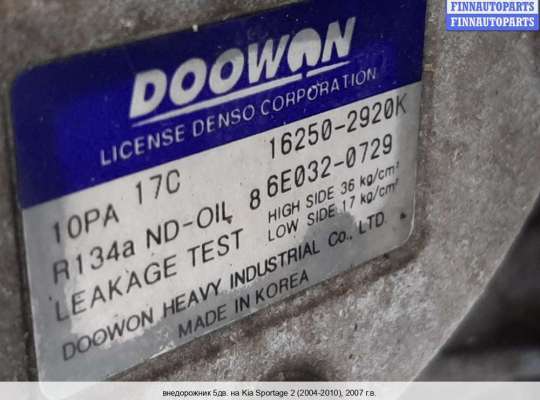 FINNAUTOPARTS
FINNAUTOPARTS
DOOWON
LICENSE DENSO CORPORATION
10PA 17C 16250-2920K
R134a ND-OIL 8 6E032-0729
LEAKAGE TEST HIGH SIDE 36 kg/cm²
LOW SIDE 17 kg/cm²
DOOWON HEAVY INDUSTRIAL Co., LTD.
MADE IN KOREA
внедорожник 5дв. на Kia Sportage 2 (2004-2010), 2007 г.в.